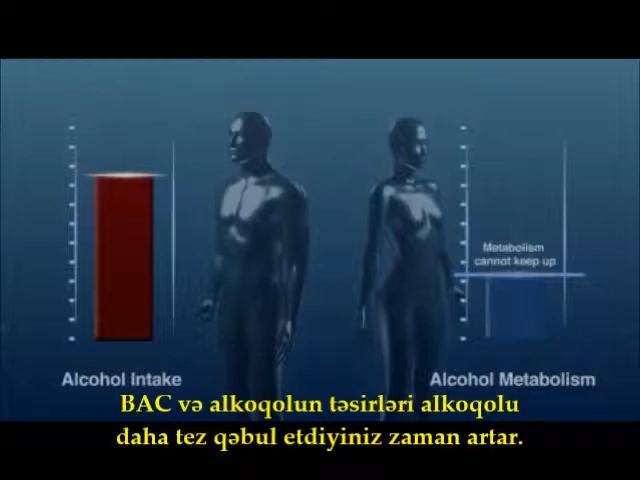 Metabolism
cannot keep up
Alcohol Intake
Alcohol Metabolism
BAC və alkoqolun təsirləri alkoqolu
daha tez qəbul etdiyiniz zaman artar.